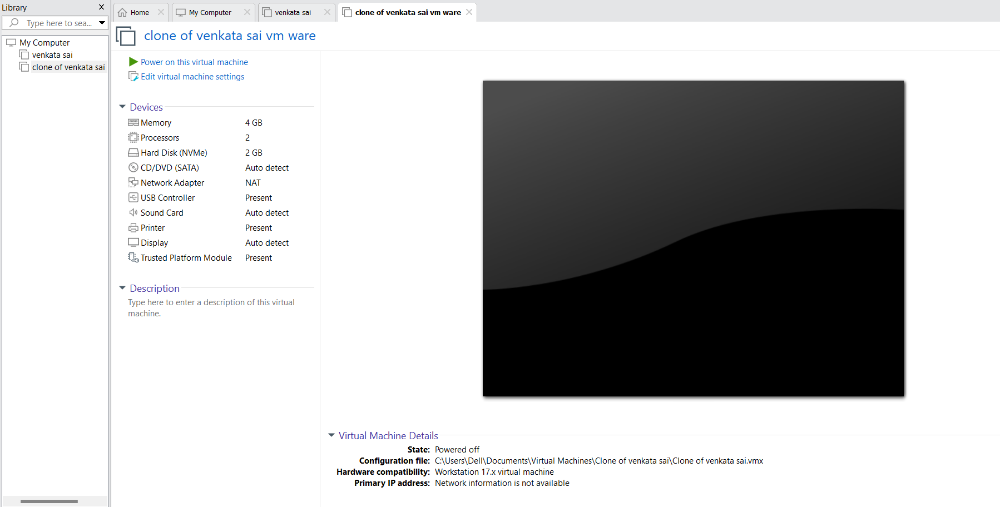 Library X
Type here to sea...
My Computer
venkata sai
clone of venkata sai
Home
My Computer
venkata sai
clone of venkata sai vm ware
clone of venkata sai vm ware
Power on this virtual machine
Edit virtual machine settings
Devices
Memory 4 GB
Processors 2
Hard Disk (NVMe) 2 GB
CD/DVD (SATA) Auto detect
Network Adapter NAT
USB Controller Present
Sound Card Auto detect
Printer Present
Display Auto detect
Trusted Platform Module Present
Description
Type here to enter a description of this virtual
machine.
Virtual Machine Details
State: Powered off
Configuration file: C:\Users\Dell\Documents\Virtual Machines\Clone of venkata sai\Clone of venkata sai.vmx
Hardware compatibility: Workstation 17.x virtual machine
Primary IP address: Network information is not available